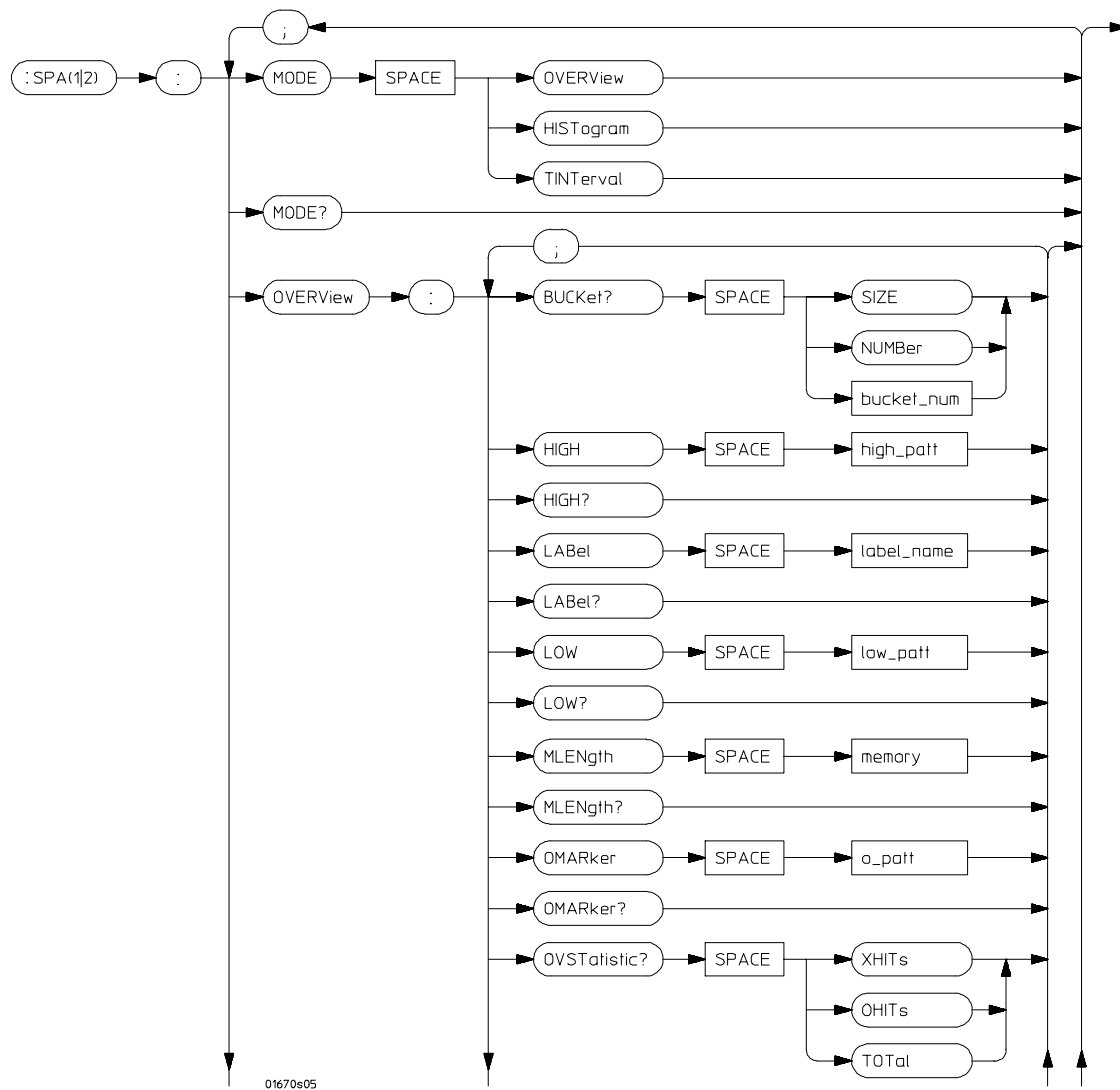 ;
:SPA(1|2) : MODE SPACE OVERView
HISTogram
TINTerval
MODE?
;
OVERView : BUCKet? SPACE SIZE
NUMBer
bucket_num
HIGH SPACE high_patt
HIGH?
LABel SPACE label_name
LABel?
LOW SPACE low_patt
LOW?
MLENgth SPACE memory
MLENgth?
OMARker SPACE o_patt
OMARker?
OVSTatistic? SPACE XHITs
OHITs
TOTal
01670s05